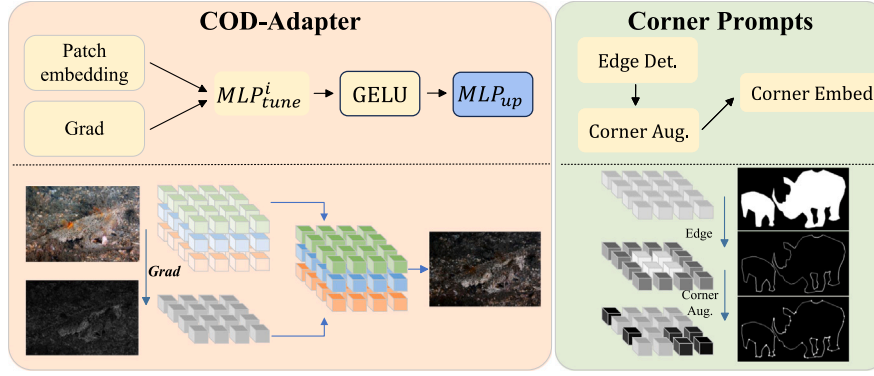 COD-Adapter
Patch
embedding
Grad
MLP^i_tune
GELU
MLP_up
Grad
Corner Prompts
Edge Det.
Corner Aug.
Corner Embed
Edge
Corner
Aug.